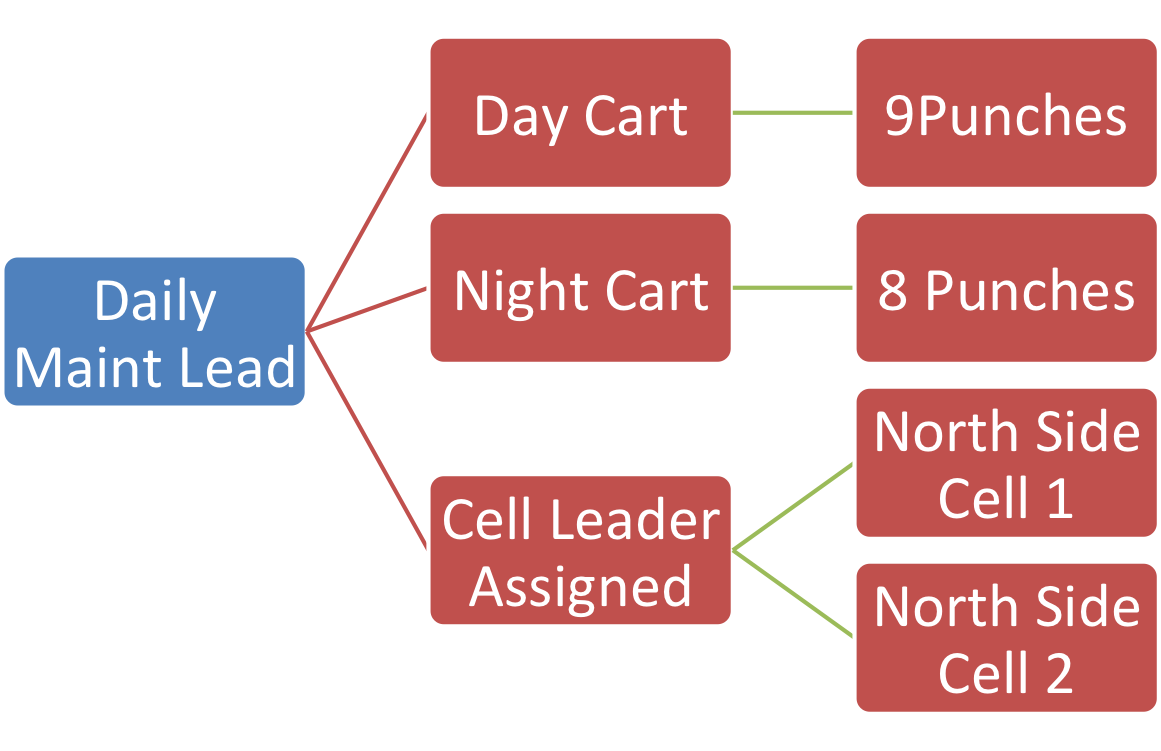 Daily
Maint Lead
Day Cart
9Punches
Night Cart
8 Punches
Cell Leader
Assigned
North Side
Cell 1
North Side
Cell 2